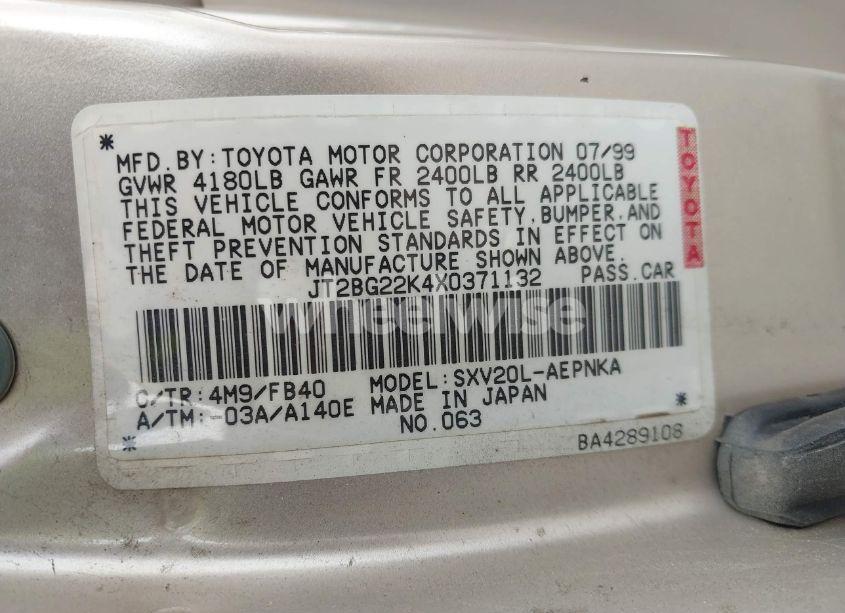 MFD.BY:TOYOTA MOTOR CORPORATION 07/99
GVWR 4180LB GAWR FR 2400LB RR 2400LB
THIS VEHICLE CONFORMS TO ALL APPLICABLE
FEDERAL MOTOR VEHICLE SAFETY,BUMPER,AND
THEFT PREVENTION STANDARDS IN EFFECT ON
THE DATE OF MANUFACTURE SHOWN ABOVE.
JT2BG22K4X0371132 PASS.CAR
TOYOTA
wheelwise
C/TR:4M9/FB40 MODEL:SXV20L-AEPNKA
A/TM:-03A/A140E MADE IN JAPAN
NO.063
BA4289108